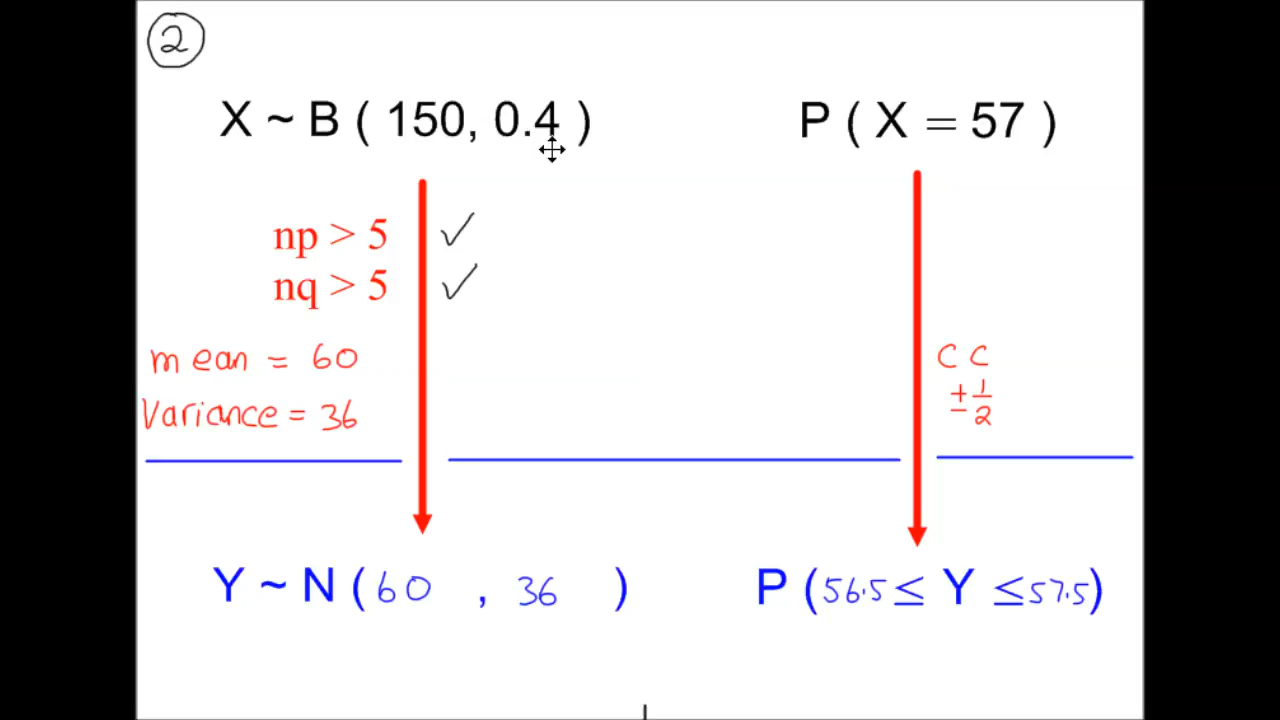 2
X ~ B ( 150, 0.4 )
P ( X = 57 )
np > 5 ✓
nq > 5 ✓
mean = 60
Variance = 36
C C
± 1/2
Y ~ N ( 60 , 36 )
P ( 56.5 ≤ Y ≤ 57.5 )